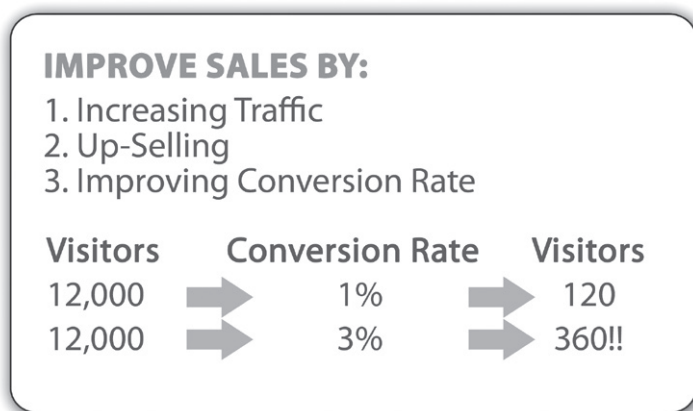 IMPROVE SALES BY:
1. Increasing Traffic
2. Up-Selling
3. Improving Conversion Rate
Visitors Conversion Rate Visitors
12,000 1% 120
12,000 3% 360!!